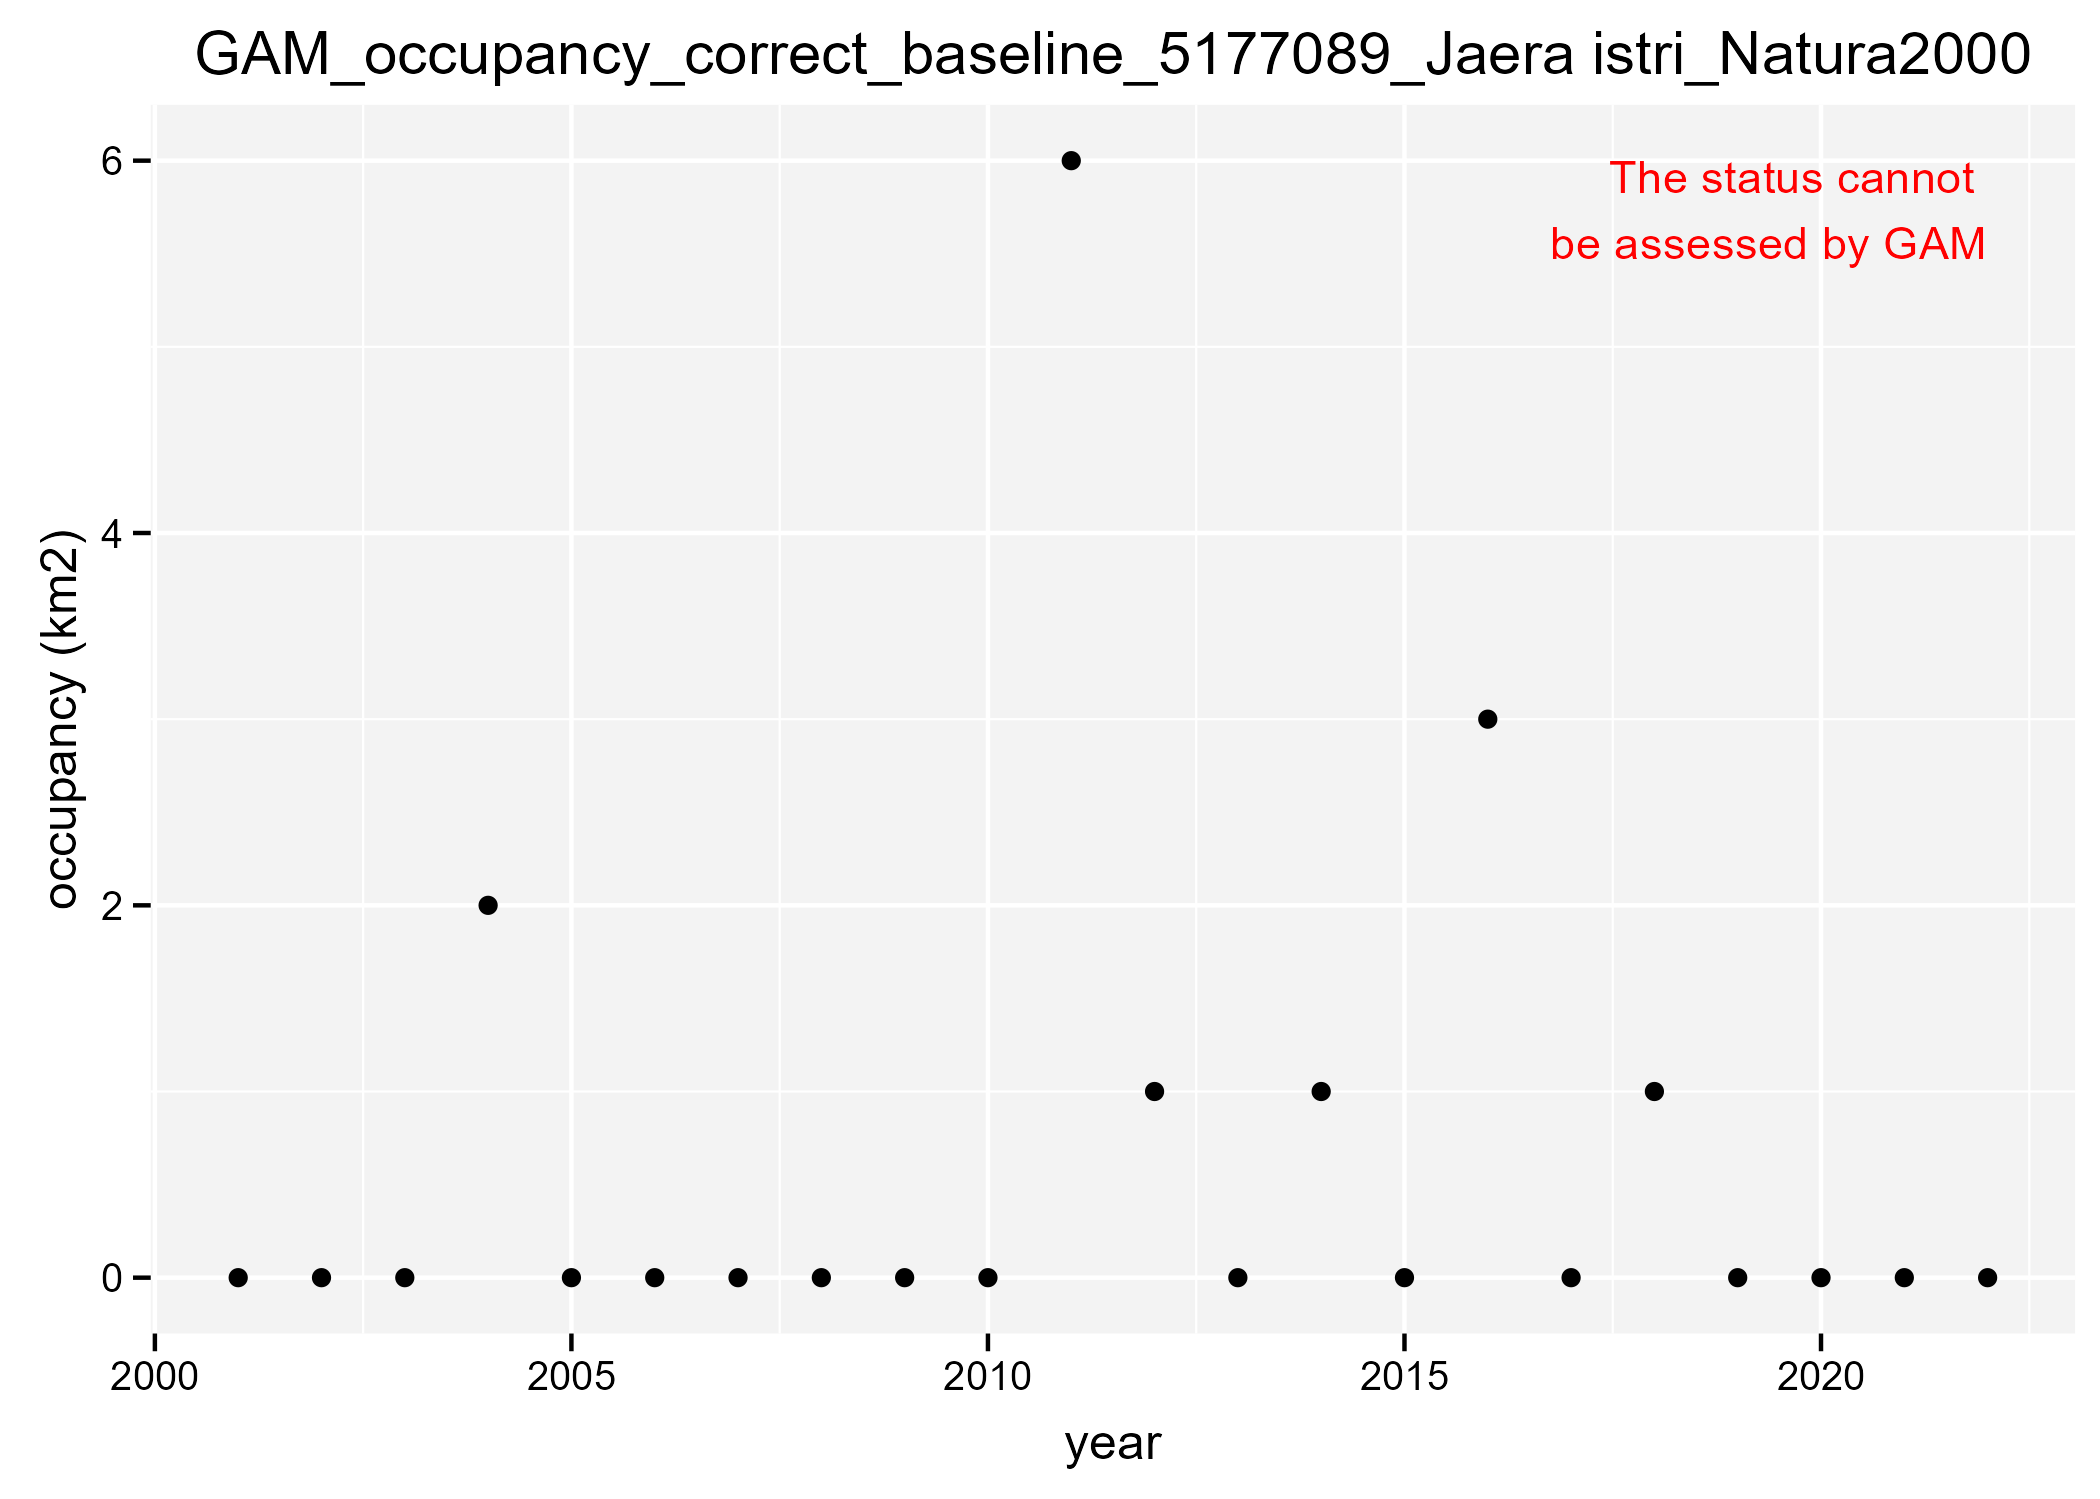 GAM_occupancy_correct_baseline_5177089_Jaera istri_Natura2000
The status cannot
be assessed by GAM
occupancy (km2)
6
4
2
0
2000 2005 2010 2015 2020
year